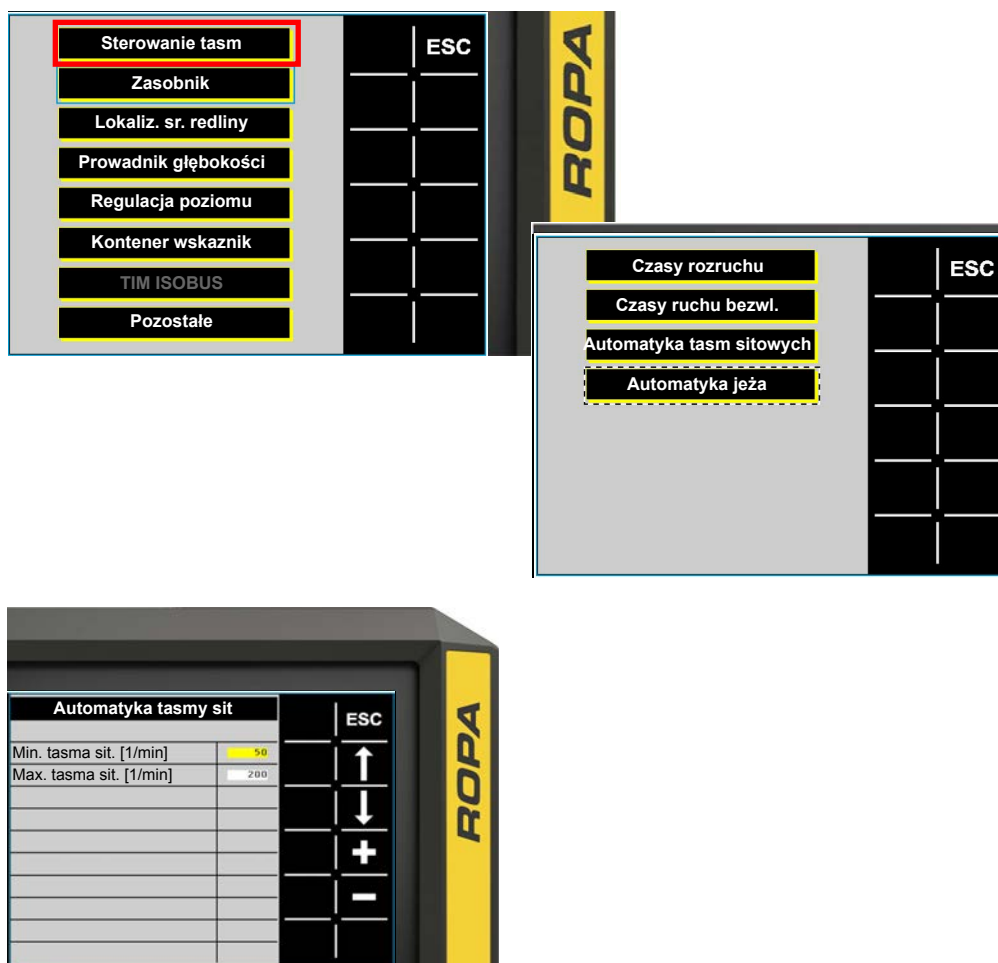 Sterowanie tasm
ESC
Zasobnik
Lokaliz. sr. redliny
Prowadnik głębokości
Regulacja poziomu
Kontener wskaznik
TIM ISOBUS
Pozostałe
ROPA
Czasy rozruchu
ESC
Czasy ruchu bezwl.
Automatyka tasm sitowych
Automatyka jeża
Automatyka tasmy sit
ESC
Min. tasma sit. [1/min] 50
Max. tasma sit. [1/min] 200
+
-
ROPA